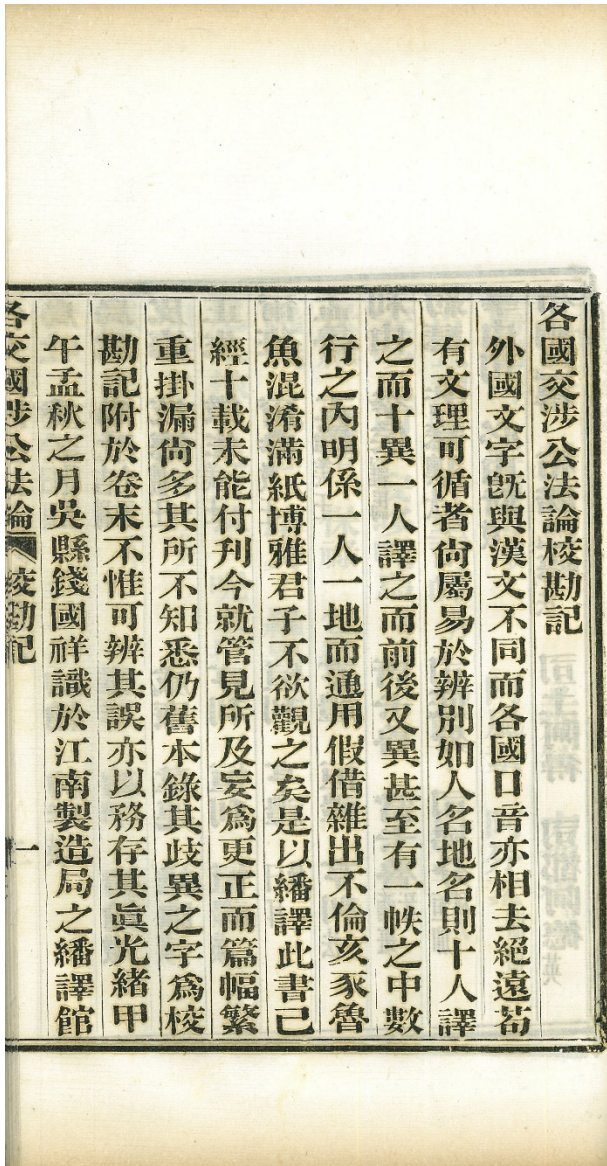 各國交涉公法論校勘記
外國文字旣與漢文不同而各國口音亦相去絕遠苟
有文理可循者尙屬易於辨別如人名地名則十人譯
之而十異一人譯之而前後又異甚至有一帙之中數
行之內明係一人一地而通用假借雜出不倫亥豕魯
魚混淆滿紙博雅君子不欲觀之矣是以繙譯此書已
經十載未能付刊今就管見所及妄爲更正而篇幅繁
重掛漏尙多其所不知悉仍舊本錄其歧異之字爲校
勘記附於卷末不惟可辨其誤亦以務存其眞光緒甲
午孟秋之月吳縣錢國祥識於江南製造局之繙譯館
各交國涉公法論 校勘記 一